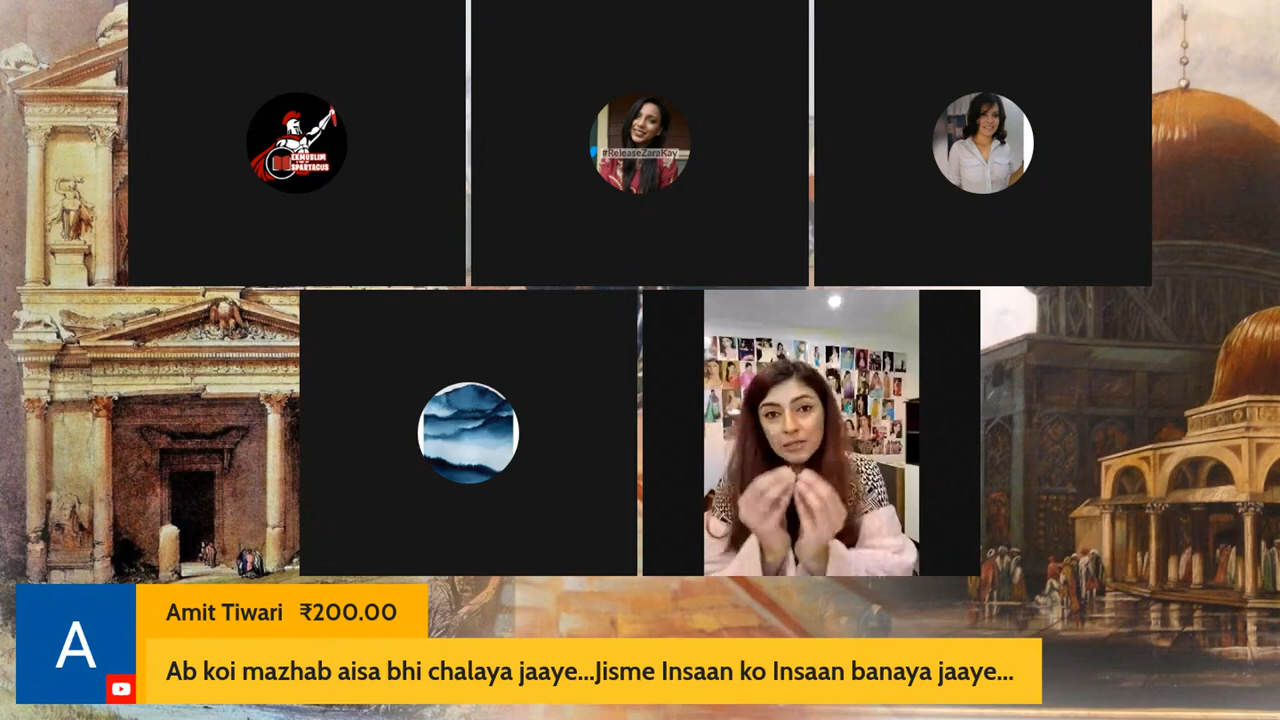 EXMUSLIM
SPARTACUS
#ReleaseZaraKay
A
Amit Tiwari ₹200.00
Ab koi mazhab aisa bhi chalaya jaaye...Jisme Insaan ko Insaan banaya jaaye...